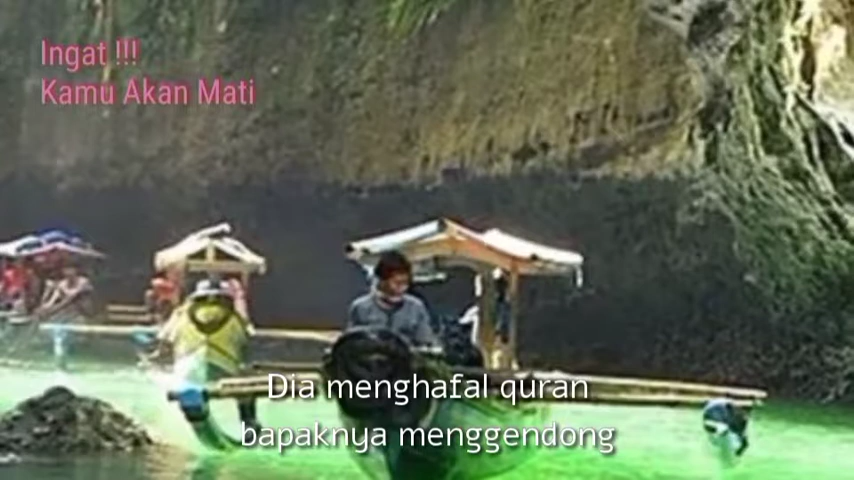 Ingat !!!
Kamu Akan Mati
Dia menghafal quran
bapaknya menggendong